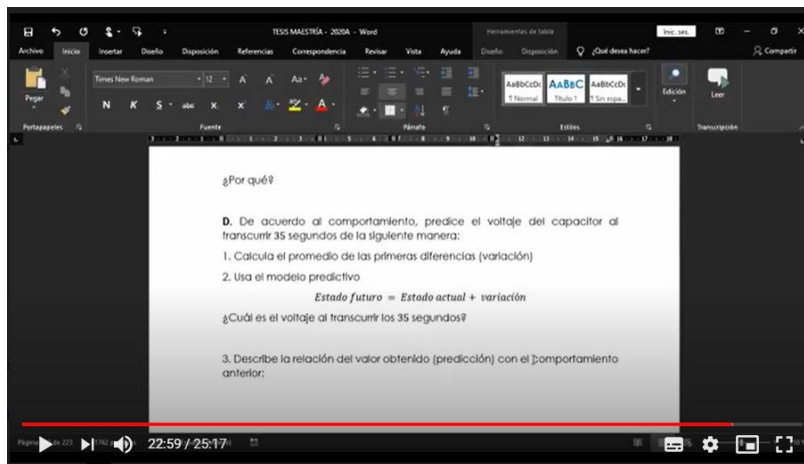 TESIS MAESTRÍA - 2020A - Word
Herramientas de tabla
Inic. ses.
Archivo Inicio Insertar Diseño Disposición Referencias Correspondencia Revisar Vista Ayuda Diseño Disposición ¿Qué desea hacer? Compartir
Times New Roman 12
Pegar
N K S abc X X A
AaBbCcDc AABBC AaBbCcDc
1 Normal Título 1 1 Sin espa...
Edición Leer
Portapapeles Fuente Párrafo Estilos Transcripción
¿Por qué?
D. De acuerdo al comportamiento, predice el voltaje del capacitor al
transcurrir 35 segundos de la siguiente manera:
1. Calcula el promedio de las primeras diferencias (variación)
2. Usa el modelo predictivo
Estado futuro = Estado actual + variación
¿Cuál es el voltaje al transcurrir los 35 segundos?
3. Describe la relación del valor obtenido (predicción) con el comportamiento
anterior:
22:59 / 25:17